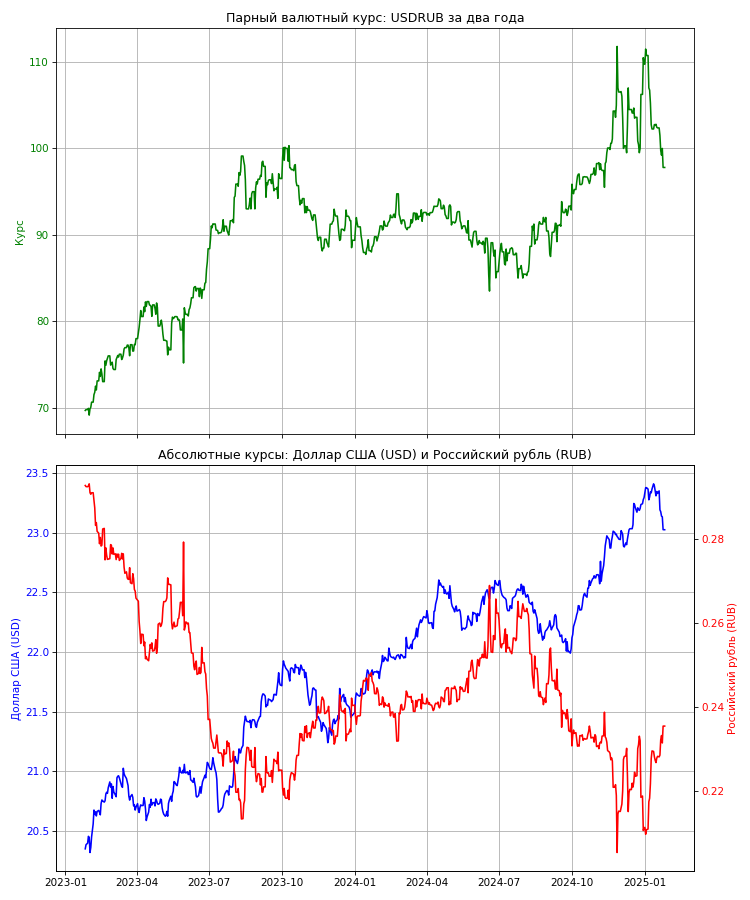 Парный валютный курс: USDRUB за два года
110
100
90
80
70
Курс
Абсолютные курсы: Доллар США (USD) и Российский рубль (RUB)
23.5
23.0
22.5
22.0
21.5
21.0
20.5
Доллар США (USD)
0.28
0.26
0.24
0.22
Российский рубль (RUB)
2023-01 2023-04 2023-07 2023-10 2024-01 2024-04 2024-07 2024-10 2025-01